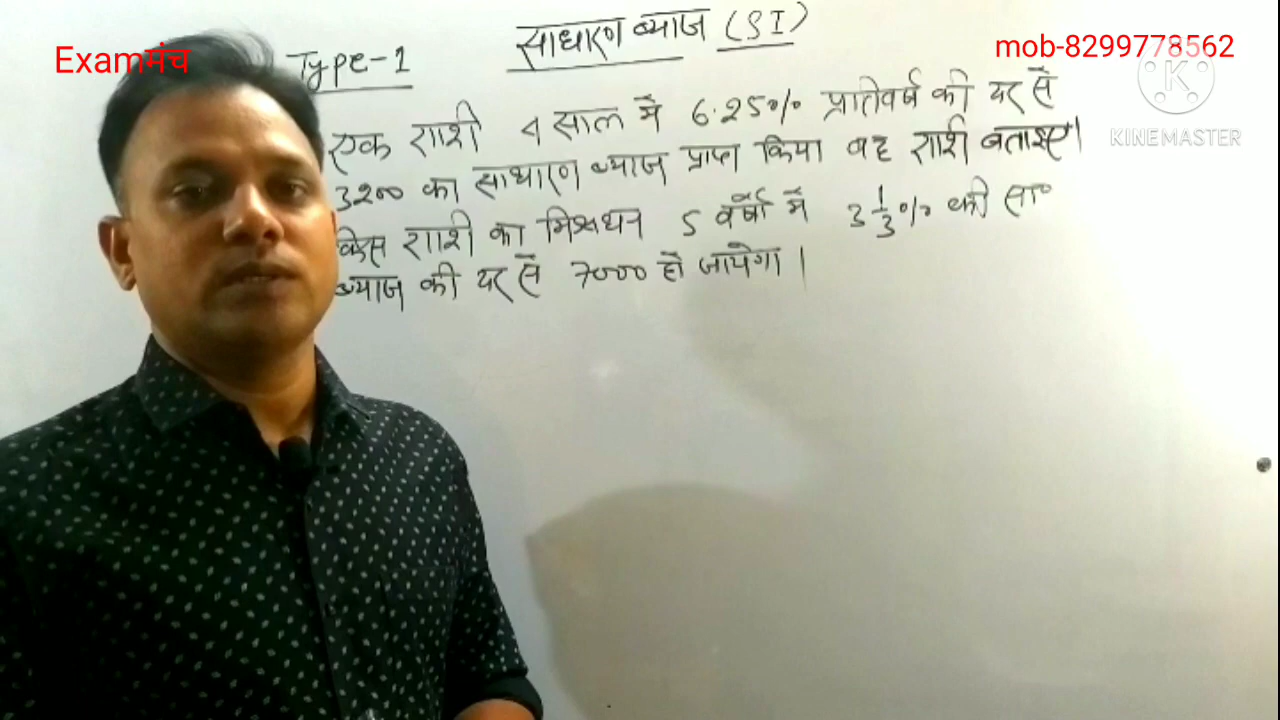 Examमंच
mob-8299778562
K
KINEMASTER
साधारण ब्याज (SI)
Type-1
एक राशी 4 साल में 6.25% प्रतिवर्ष की दर से
3200 का साधारण ब्याज प्राप्त किया वह राशी बताइए।
किस राशी का मिश्रधन 5 वर्षो में 3 1/3% की सा०
ब्याज की दर से 7000 हो जायेगा।